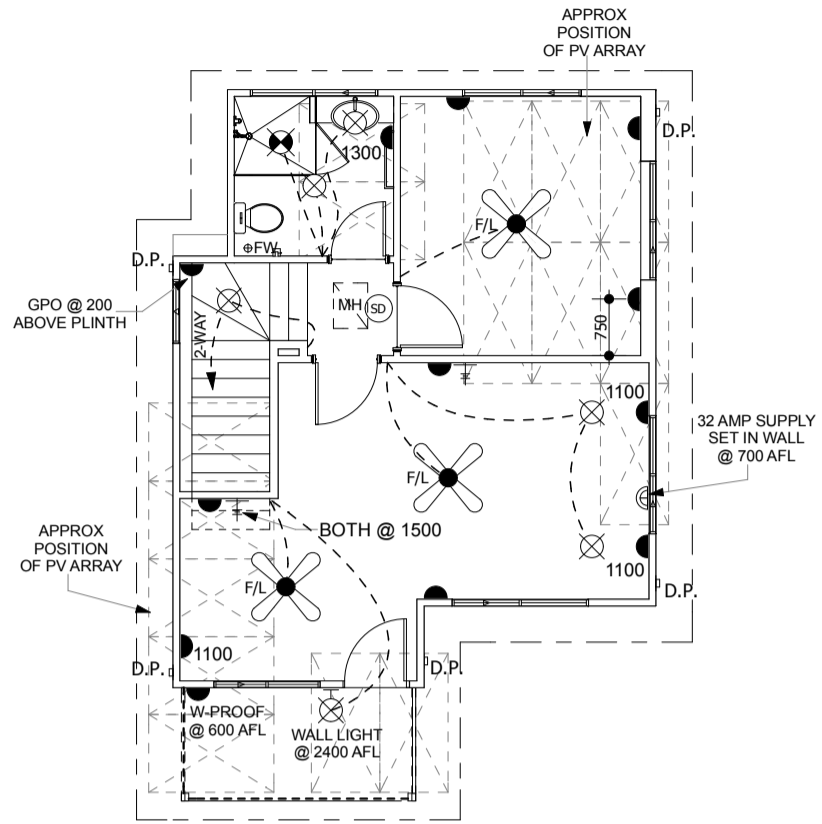 APPROX
POSITION
OF PV ARRAY
D.P.
1300
F/L
FW
D.P.
GPO @ 200
ABOVE PLINTH
MH
SD
2-WAY
750
1100
32 AMP SUPPLY
SET IN WALL
@ 700 AFL
F/L
BOTH @ 1500
APPROX
POSITION
OF PV ARRAY
F/L
1100
D.P.
1100
D.P.
D.P.
W-PROOF
@ 600 AFL
WALL LIGHT
@ 2400 AFL